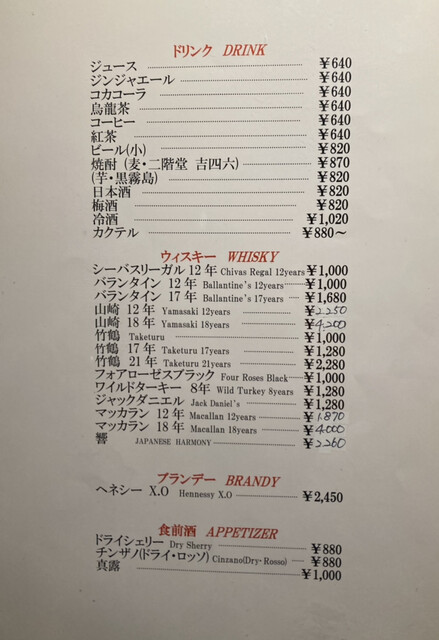 ドリンク DRINK
ジュース ¥640
ジンジャエール ¥640
コカコーラ ¥640
烏龍茶 ¥640
コーヒー ¥640
紅茶 ¥640
ビール(小) ¥820
焼酎 (麦・二階堂 吉四六) ¥870
(芋・黒霧島) ¥820
日本酒 ¥820
梅酒 ¥820
冷酒 ¥1,020
カクテル ¥880〜
ウィスキー WHISKY
シーバスリーガル 12年 Chivas Regal 12years ¥1,000
バランタイン 12年 Ballantine's 12years ¥1,000
バランタイン 17年 Ballantine's 17years ¥1,680
山崎 12年 Yamasaki 12years ¥2,250
山崎 18年 Yamasaki 18years ¥4,200
竹鶴 Taketuru ¥1,000
竹鶴 17年 Taketuru 17years ¥1,280
竹鶴 21年 Taketuru 21years ¥2,280
フォアローゼスブラック Four Roses Black ¥1,000
ワイルドターキー 8年 Wild Turkey 8years ¥1,280
ジャックダニエル Jack Daniel's ¥1,280
マッカラン 12年 Macallan 12years ¥1,870
マッカラン 18年 Macallan 18years ¥4,000
響 JAPANESE HARMONY ¥2,260
ブランデー BRANDY
ヘネシー X.O Hennessy X.O ¥2,450
食前酒 APPETIZER
ドライシェリー Dry Sherry ¥880
チンザノ(ドライ・ロッソ) Cinzano(Dry・Rosso) ¥880
真露 ¥1,000